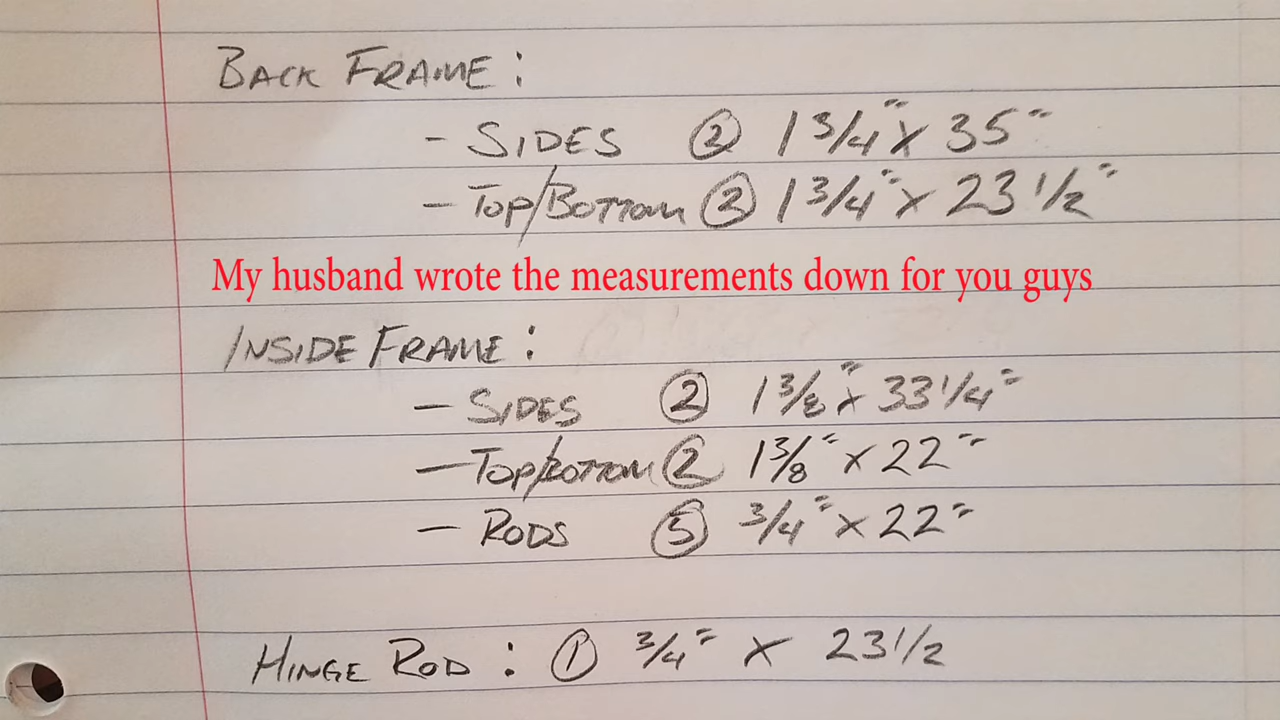 BACK FRAME:
- SIDES ② 1 3/4" x 35"
- TOP/BOTTOM ② 1 3/4" x 23 1/2"
My husband wrote the measurements down for you guys
INSIDE FRAME:
- SIDES ② 1 3/8" x 33 1/4"
- TOP/BOTTOM ② 1 3/8" x 22"
- RODS ⑤ 3/4" x 22"
HINGE ROD: ① 3/4" x 23 1/2